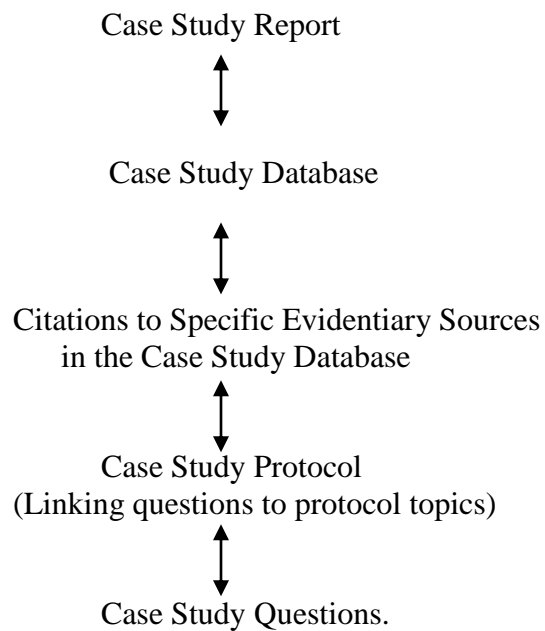 Case Study Report
Case Study Database
Citations to Specific Evidentiary Sources
in the Case Study Database
Case Study Protocol
(Linking questions to protocol topics)
Case Study Questions.